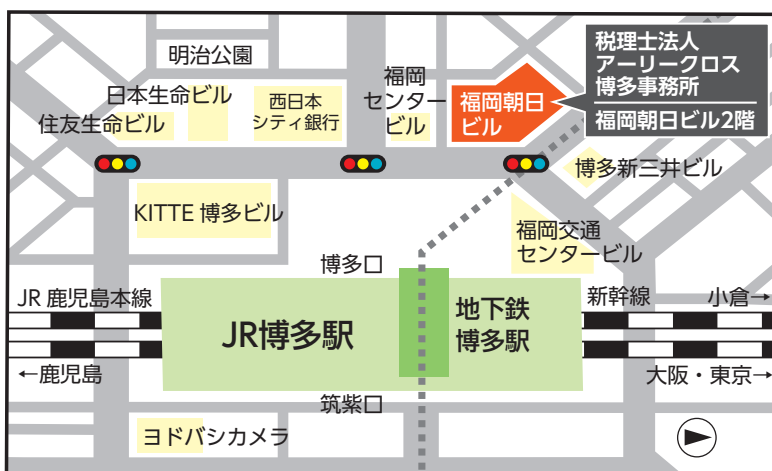 明治公園
日本生命ビル
住友生命ビル
西日本
シティ銀行
福岡
センター
ビル
福岡朝日
ビル
税理士法人
アーリークロス
博多事務所
福岡朝日ビル2階
博多新三井ビル
KITTE 博多ビル
福岡交通
センタービル
博多口
JR 鹿児島本線
新幹線
小倉→
JR博多駅
地下鉄
博多駅
←鹿児島
大阪・東京→
筑紫口
ヨドバシカメラ